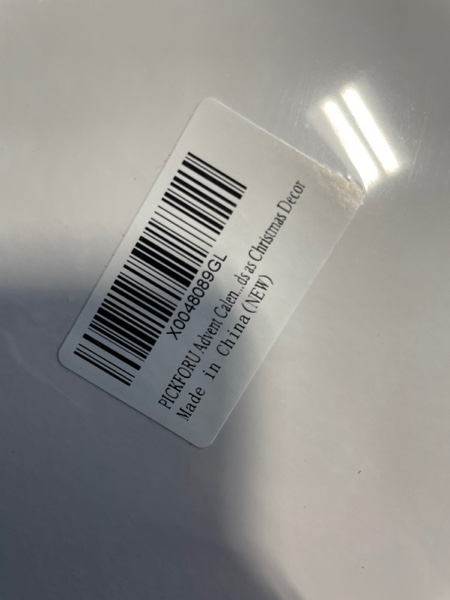 X0048089GL
PICKFORU Advent Calen...ds as Christmas Decor
Made in China (NEW)